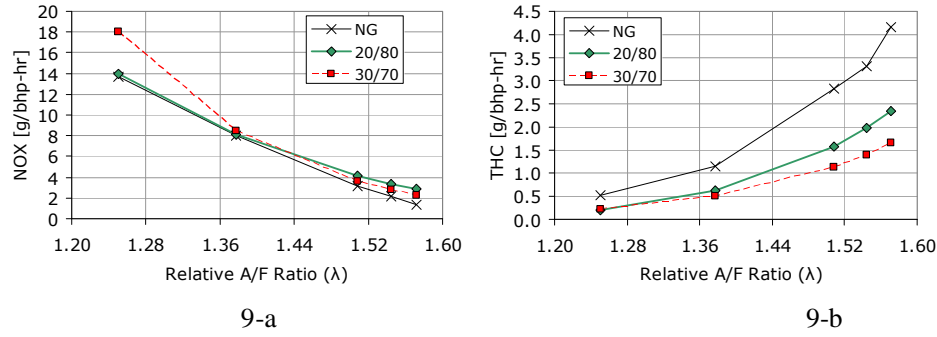 NOX [g/bhp-hr]
20
18
16
14
12
10
8
6
4
2
0
NG
20/80
30/70
1.20 1.28 1.36 1.44 1.52 1.60
Relative A/F Ratio (λ)
9-a
THC [g/bhp-hr]
4.5
4.0
3.5
3.0
2.5
2.0
1.5
1.0
0.5
0.0
NG
20/80
30/70
1.20 1.28 1.36 1.44 1.52 1.60
Relative A/F Ratio (λ)
9-b